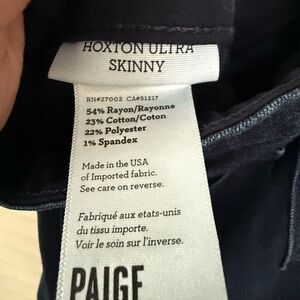 HOXTON ULTRA
SKINNY
RN#27002 CA#51217
54% Rayon/Rayonne
23% Cotton/Coton
22% Polyester
1% Spandex
Made in the USA
of Imported fabric.
See care on reverse.
Fabriqué aux etats-unis
du tissu importe.
Voir le soin sur l'inverse.
PAIGE